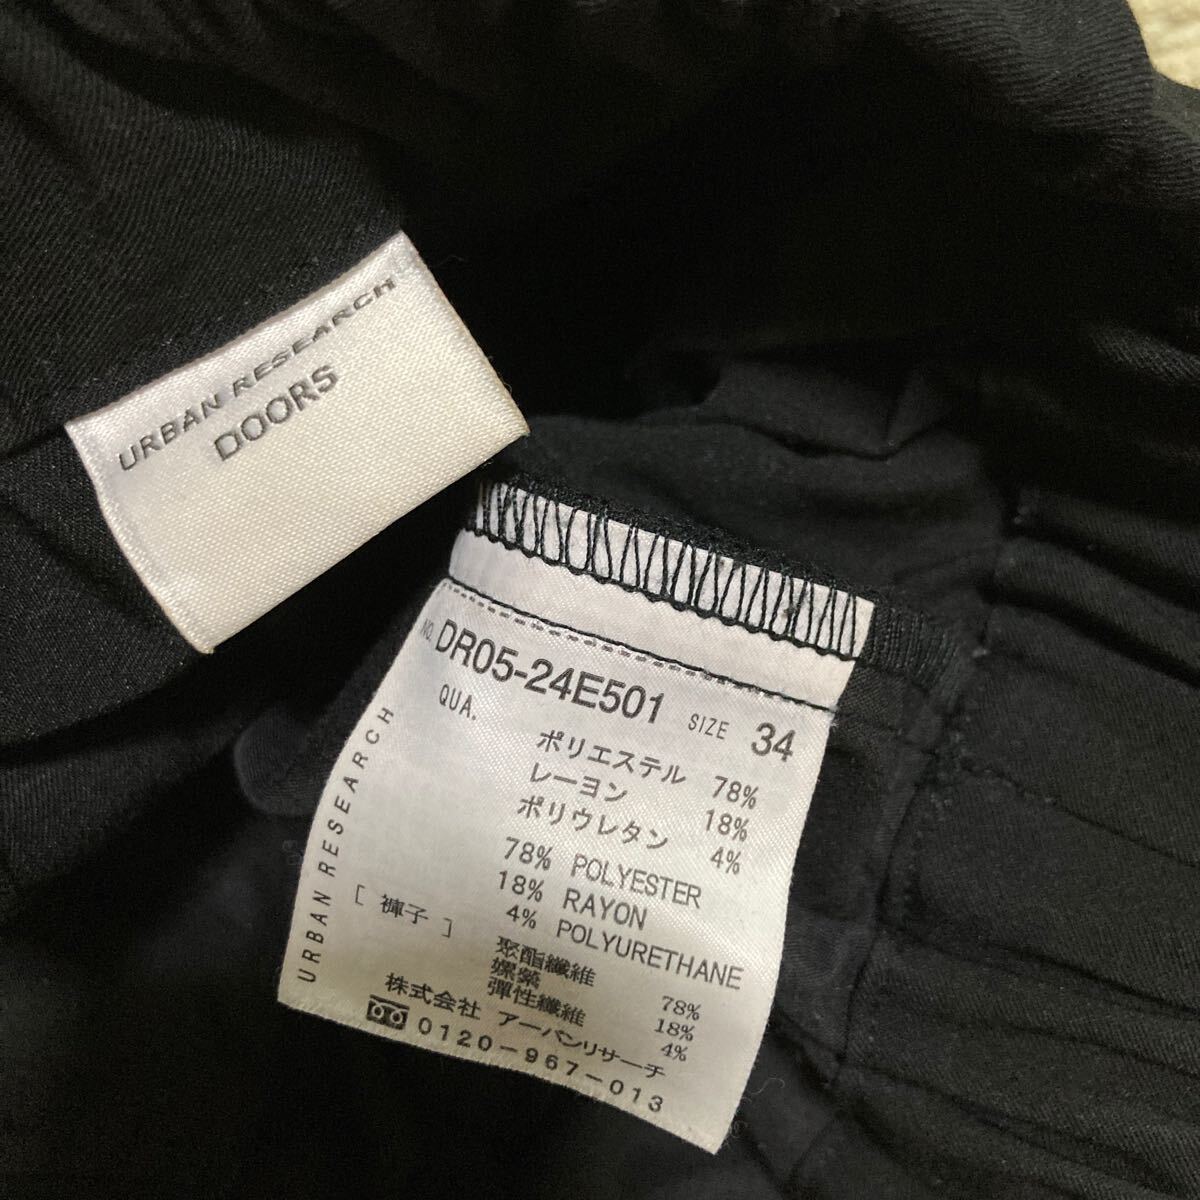 URBAN RESEARCH
DOORS
NO. DR05-24E501 SIZE 34
QUA.
ポリエステル 78%
レーヨン 18%
ポリウレタン 4%
78% POLYESTER
18% RAYON
4% POLYURETHANE
[ 褲子 ]
聚酯纖維 78%
嫘縈 18%
彈性纖維 4%
株式会社 アーバンリサーチ
0120-967-013
URBAN RESEARCH